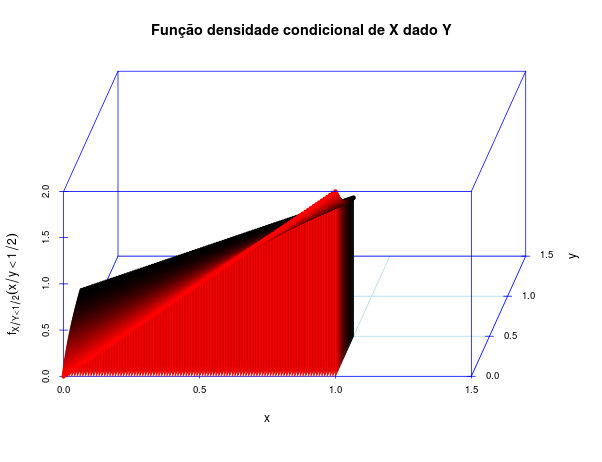 Função densidade condicional de X dado Y
f_{X/Y<1/2}(x/y<1/2)
2.0
1.5
1.0
0.5
0.0
0.0 0.5 1.0 1.5
x
0.0
0.5
1.0
1.5
y